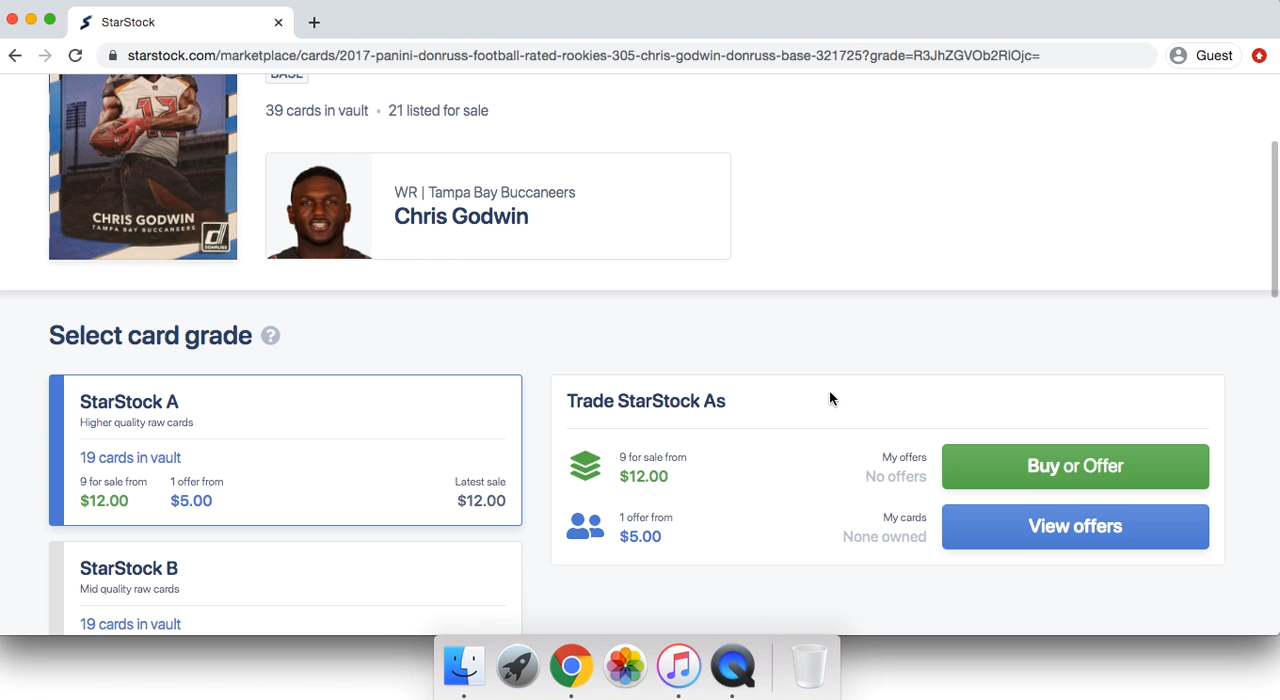 StarStock
starstock.com/marketplace/cards/2017-panini-donruss-football-rated-rookies-305-chris-godwin-donruss-base-321725?grade=R3JhZGVOb2RlOjc=
Guest
BASE
39 cards in vault • 21 listed for sale
12
CHRIS GODWIN
TAMPA BAY BUCCANEERS
d
DONRUSS
WR | Tampa Bay Buccaneers
Chris Godwin
Select card grade ?
StarStock A
Higher quality raw cards
19 cards in vault
9 for sale from 1 offer from Latest sale
$12.00 $5.00 $12.00
StarStock B
Mid quality raw cards
19 cards in vault
Trade StarStock As
9 for sale from My offers
$12.00 No offers
Buy or Offer
1 offer from My cards
$5.00 None owned
View offers